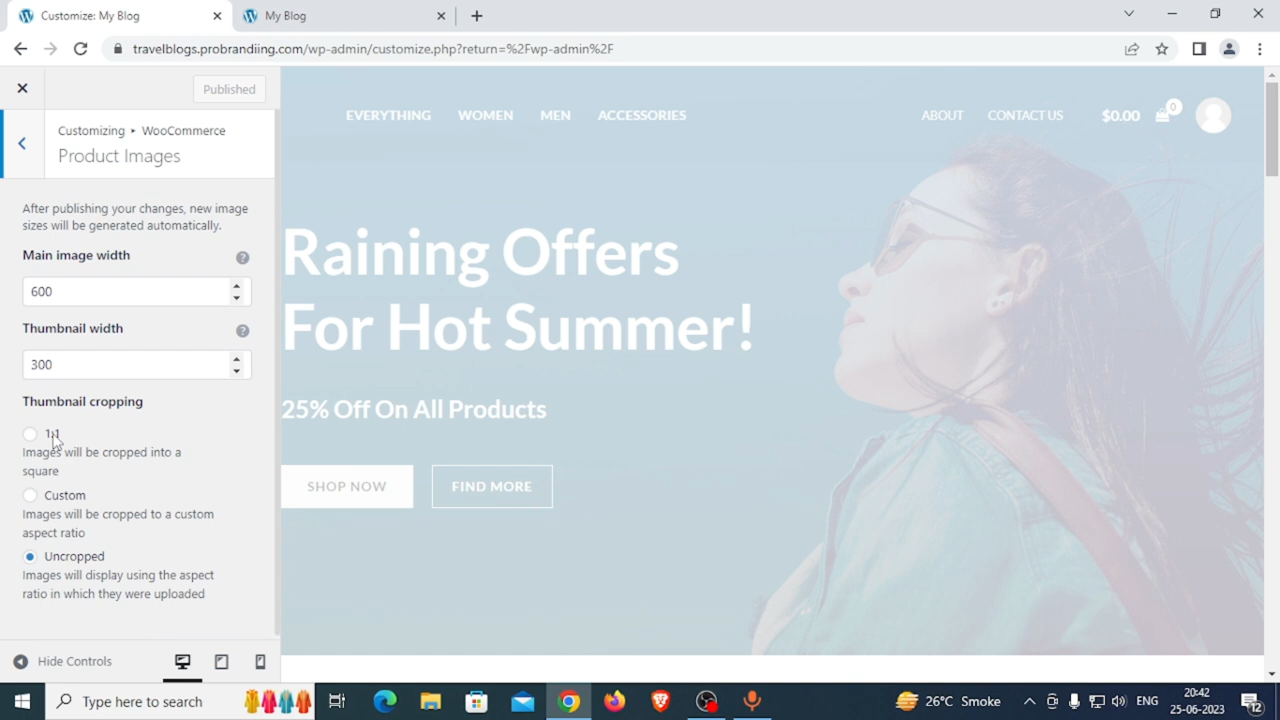 Customize: My Blog
My Blog
travelblogs.probrandiing.com/wp-admin/customize.php?return=%2Fwp-admin%2F
Published
Customizing ▸ WooCommerce
Product Images
After publishing your changes, new image
sizes will be generated automatically.
Main image width
600
Thumbnail width
300
Thumbnail cropping
1:1
Images will be cropped into a
square
Custom
Images will be cropped to a custom
aspect ratio
Uncropped
Images will display using the aspect
ratio in which they were uploaded
Hide Controls
EVERYTHING WOMEN MEN ACCESSORIES
ABOUT CONTACT US $0.00 0
Raining Offers
For Hot Summer!
25% Off On All Products
SHOP NOW FIND MORE
Type here to search
26°C Smoke
ENG
20:42
25-06-2023
12